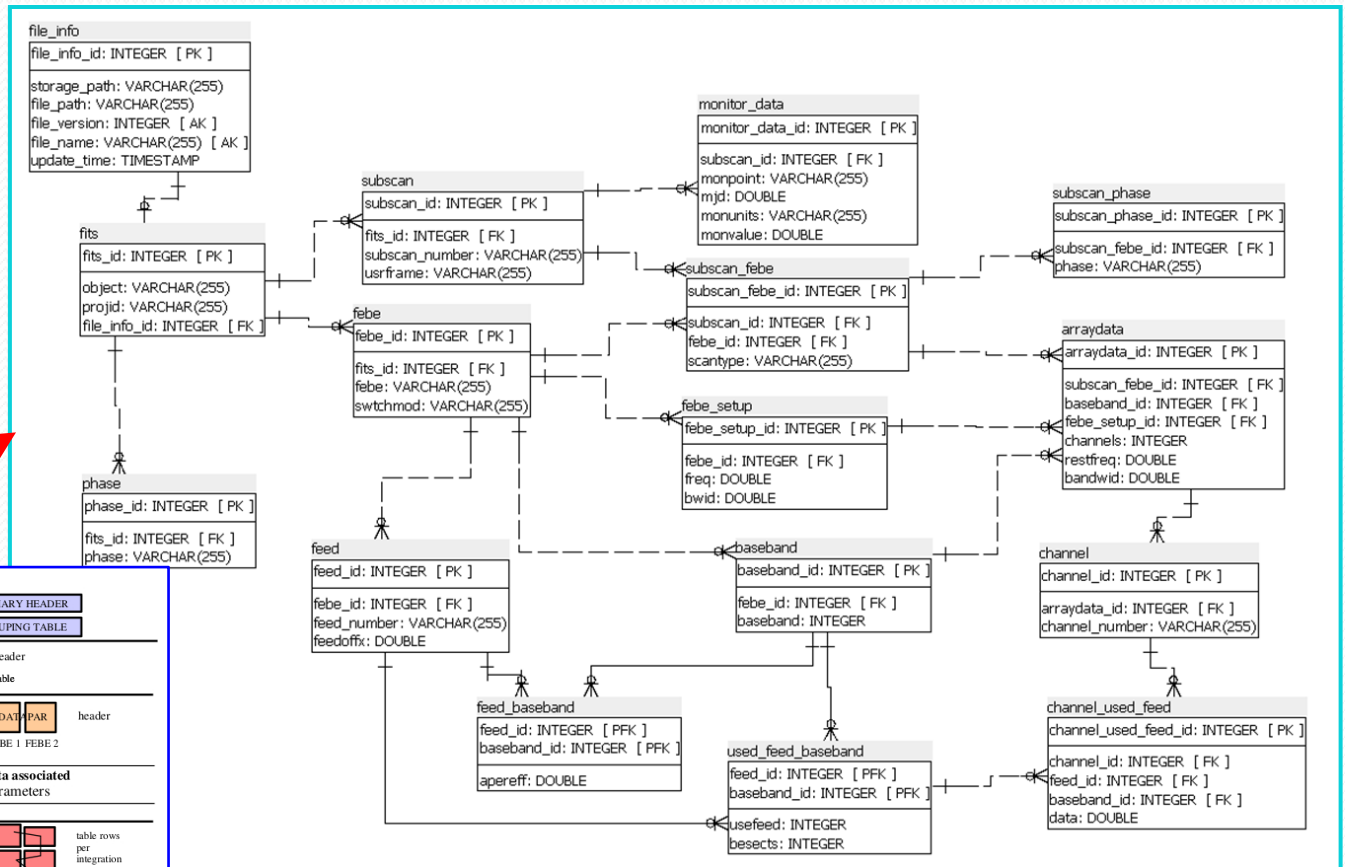 file_info
file_info_id: INTEGER [ PK ]
storage_path: VARCHAR(255)
file_path: VARCHAR(255)
file_version: INTEGER [ AK ]
file_name: VARCHAR(255) [ AK ]
update_time: TIMESTAMP
fits
fits_id: INTEGER [ PK ]
object: VARCHAR(255)
projid: VARCHAR(255)
file_info_id: INTEGER [ FK ]
phase
phase_id: INTEGER [ PK ]
fits_id: INTEGER [ FK ]
phase: VARCHAR(255)
subscan
subscan_id: INTEGER [ PK ]
fits_id: INTEGER [ FK ]
subscan_number: VARCHAR(255)
usrframe: VARCHAR(255)
febe
febe_id: INTEGER [ PK ]
fits_id: INTEGER [ FK ]
febe: VARCHAR(255)
swtchmod: VARCHAR(255)
monitor_data
monitor_data_id: INTEGER [ PK ]
subscan_id: INTEGER [ FK ]
monpoint: VARCHAR(255)
mjd: DOUBLE
monunits: VARCHAR(255)
monvalue: DOUBLE
subscan_febe
subscan_febe_id: INTEGER [ PK ]
subscan_id: INTEGER [ FK ]
febe_id: INTEGER [ FK ]
scantype: VARCHAR(255)
febe_setup
febe_setup_id: INTEGER [ PK ]
febe_id: INTEGER [ FK ]
freq: DOUBLE
bwid: DOUBLE
subscan_phase
subscan_phase_id: INTEGER [ PK ]
subscan_febe_id: INTEGER [ FK ]
phase: VARCHAR(255)
arraydata
arraydata_id: INTEGER [ PK ]
subscan_febe_id: INTEGER [ FK ]
baseband_id: INTEGER [ FK ]
febe_setup_id: INTEGER [ FK ]
channels: INTEGER
restfreq: DOUBLE
bandwid: DOUBLE
feed
feed_id: INTEGER [ PK ]
febe_id: INTEGER [ FK ]
feed_number: VARCHAR(255)
feedoffx: DOUBLE
baseband
baseband_id: INTEGER [ PK ]
febe_id: INTEGER [ FK ]
baseband: INTEGER
channel
channel_id: INTEGER [ PK ]
arraydata_id: INTEGER [ FK ]
channel_number: VARCHAR(255)
feed_baseband
feed_id: INTEGER [ PFK ]
baseband_id: INTEGER [ PFK ]
apereff: DOUBLE
used_feed_baseband
feed_id: INTEGER [ PFK ]
baseband_id: INTEGER [ PFK ]
usefeed: INTEGER
besects: INTEGER
channel_used_feed
channel_used_feed_id: INTEGER [ PK ]
channel_id: INTEGER [ FK ]
feed_id: INTEGER [ FK ]
baseband_id: INTEGER [ FK ]
data: DOUBLE
HEADER
TABLE
header
PAR
BE 1 FEBE 2
associated
table rows
per
integration